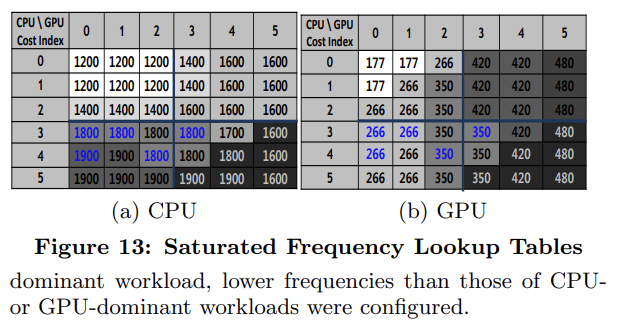 CPU \ GPU Cost Index 0 1 2 3 4 5
0 1200 1200 1200 1400 1600 1600
1 1200 1200 1200 1400 1600 1600
2 1400 1400 1400 1600 1600 1600
3 1800 1800 1800 1800 1700 1600
4 1900 1900 1800 1800 1800 1600
5 1900 1900 1900 1900 1900 1600
(a) CPU
CPU \ GPU Cost Index 0 1 2 3 4 5
0 177 177 266 420 420 480
1 177 266 350 420 420 480
2 266 266 350 420 420 480
3 266 266 350 350 420 480
4 266 266 350 350 420 480
5 266 266 350 350 420 480
(b) GPU
Figure 13: Saturated Frequency Lookup Tables
dominant workload, lower frequencies than those of CPU-
or GPU-dominant workloads were configured.